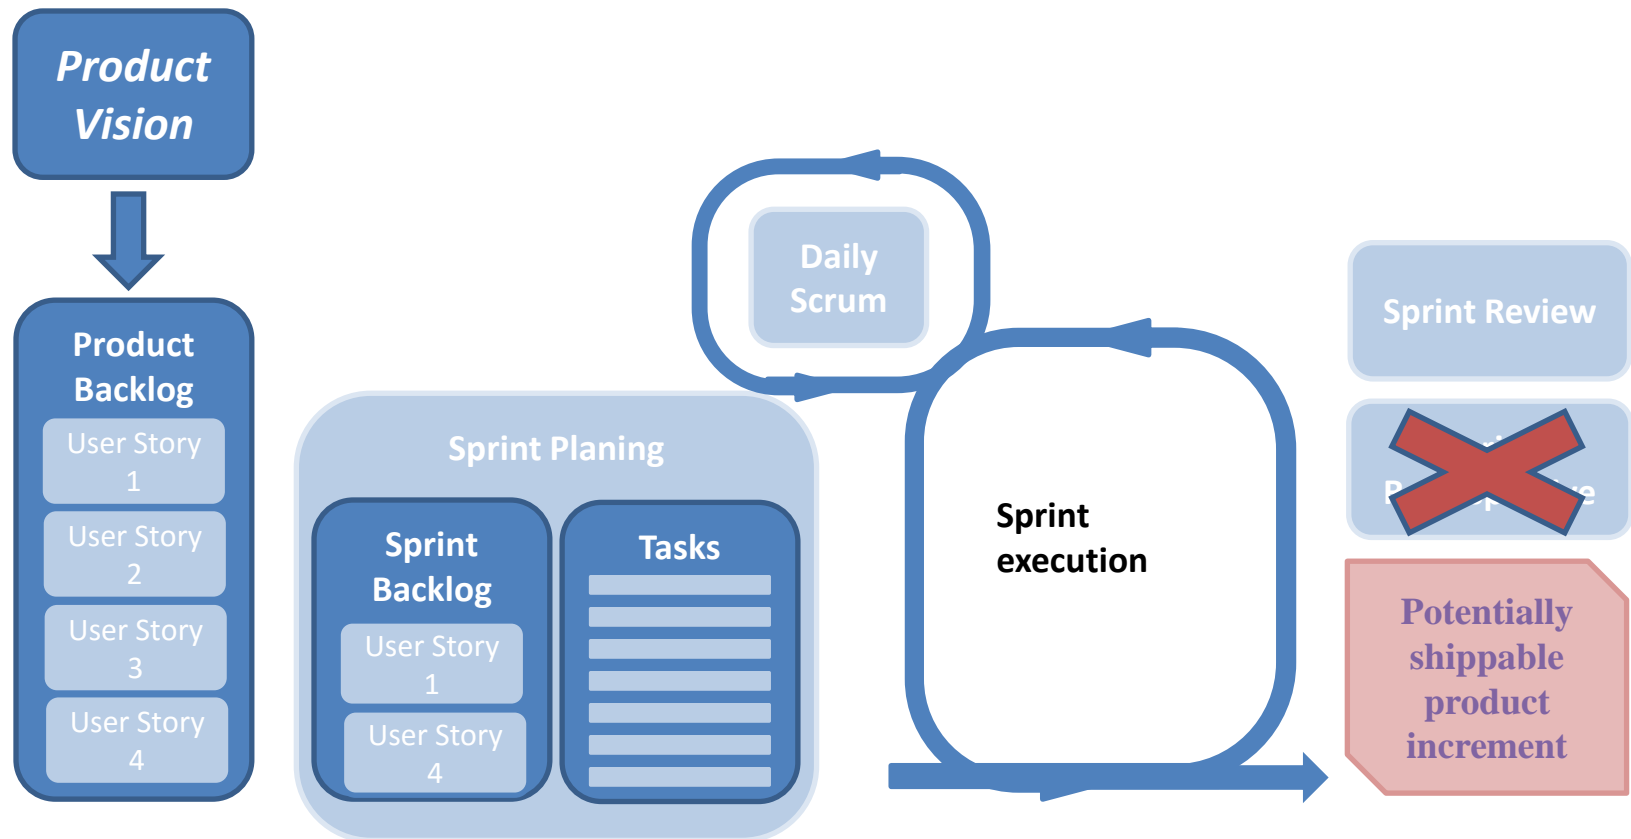 Product
Vision
Product
Backlog
User Story
1
User Story
2
User Story
3
User Story
4
Sprint Planing
Sprint
Backlog
User Story
1
User Story
4
Tasks
Daily
Scrum
Sprint
execution
Sprint Review
Potentially
shippable
product
increment